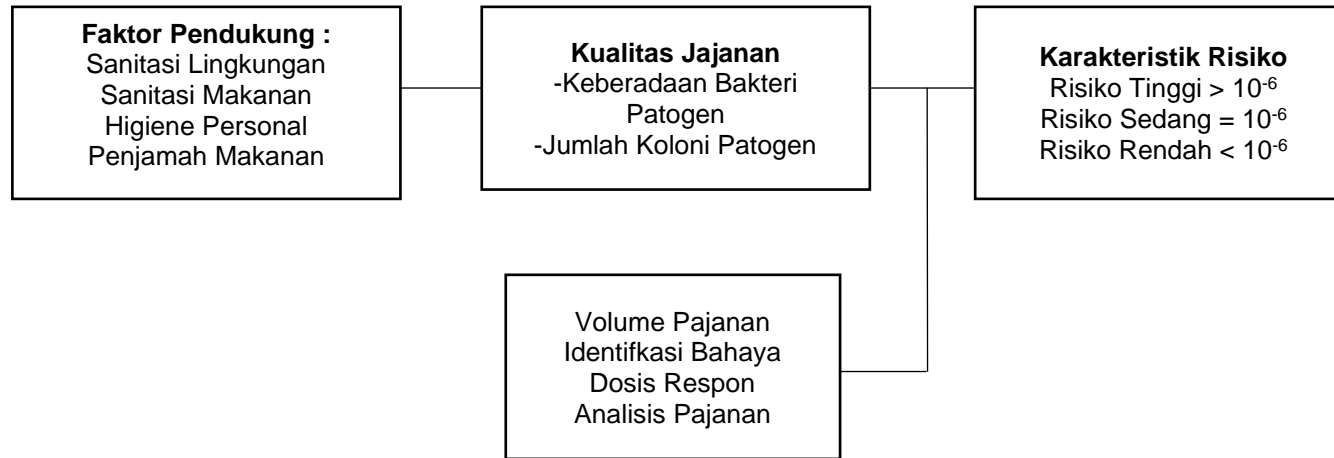 Faktor Pendukung :
Sanitasi Lingkungan
Sanitasi Makanan
Higiene Personal
Penjamah Makanan
Kualitas Jajanan
-Keberadaan Bakteri
Patogen
-Jumlah Koloni Patogen
Karakteristik Risiko
Risiko Tinggi > 10⁻⁶
Risiko Sedang = 10⁻⁶
Risiko Rendah < 10⁻⁶
Volume Pajanan
Identifkasi Bahaya
Dosis Respon
Analisis Pajanan